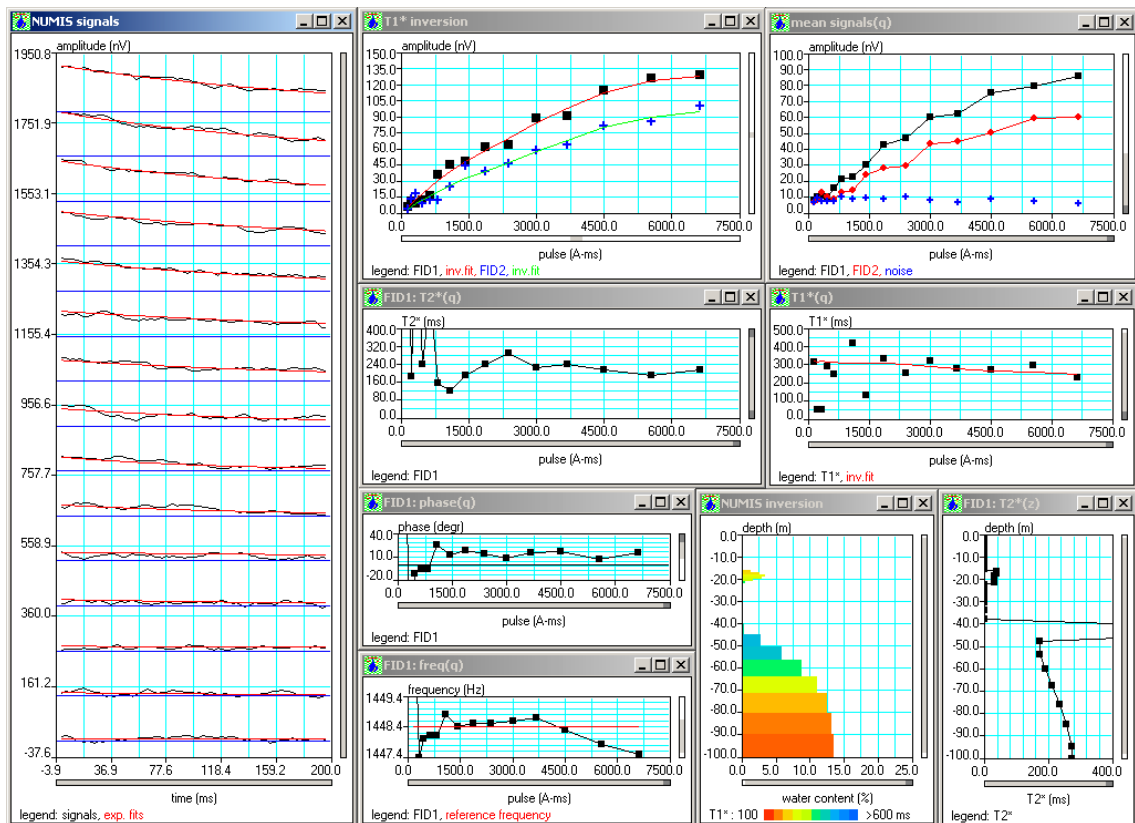 NUMIS signals
amplitude (nV)
1950.8
1751.9
1553.1
1354.3
1155.4
956.6
757.7
558.9
360.0
161.2
-37.6
-3.9 36.9 77.6 118.4 159.2 200.0
time (ms)
legend: signals, exp. fits
T1* inversion
amplitude (nV)
150.0
135.0
120.0
105.0
90.0
75.0
60.0
45.0
30.0
15.0
0.0
0.0 1500.0 3000.0 4500.0 6000.0 7500.0
pulse (A-ms)
legend: FID1, inv.fit, FID2, inv.fit
mean signals(q)
amplitude (nV)
100.0
90.0
80.0
70.0
60.0
50.0
40.0
30.0
20.0
10.0
0.0
0.0 1500.0 3000.0 4500.0 6000.0 7500.0
pulse (A-ms)
legend: FID1, FID2, noise
FID1: T2*(q)
T2* (ms)
400.0
320.0
240.0
160.0
80.0
0.0
0.0 1500.0 3000.0 4500.0 6000.0 7500.0
pulse (A-ms)
legend: FID1
T1*(q)
T1* (ms)
500.0
400.0
300.0
200.0
100.0
0.0
0.0 1500.0 3000.0 4500.0 6000.0 7500.0
pulse (A-ms)
legend: T1*, inv.fit
FID1: phase(q)
phase (degr)
40.0
10.0
-20.0
0.0 1500.0 3000.0 4500.0 6000.0 7500.0
pulse (A-ms)
legend: FID1
FID1: freq(q)
frequency (Hz)
1449.4
1448.4
1447.4
0.0 1500.0 3000.0 4500.0 6000.0 7500.0
pulse (A-ms)
legend: FID1, reference frequency
NUMIS inversion
depth (m)
0.0
-10.0
-20.0
-30.0
-40.0
-50.0
-60.0
-70.0
-80.0
-90.0
-100.0
0.0 5.0 10.0 15.0 20.0 25.0
water content (%)
T1* : 100 >600 ms
FID1: T2*(z)
depth (m)
0.0
-10.0
-20.0
-30.0
-40.0
-50.0
-60.0
-70.0
-80.0
-90.0
-100.0
0.0 400.0
T2* (ms)
legend: T2*